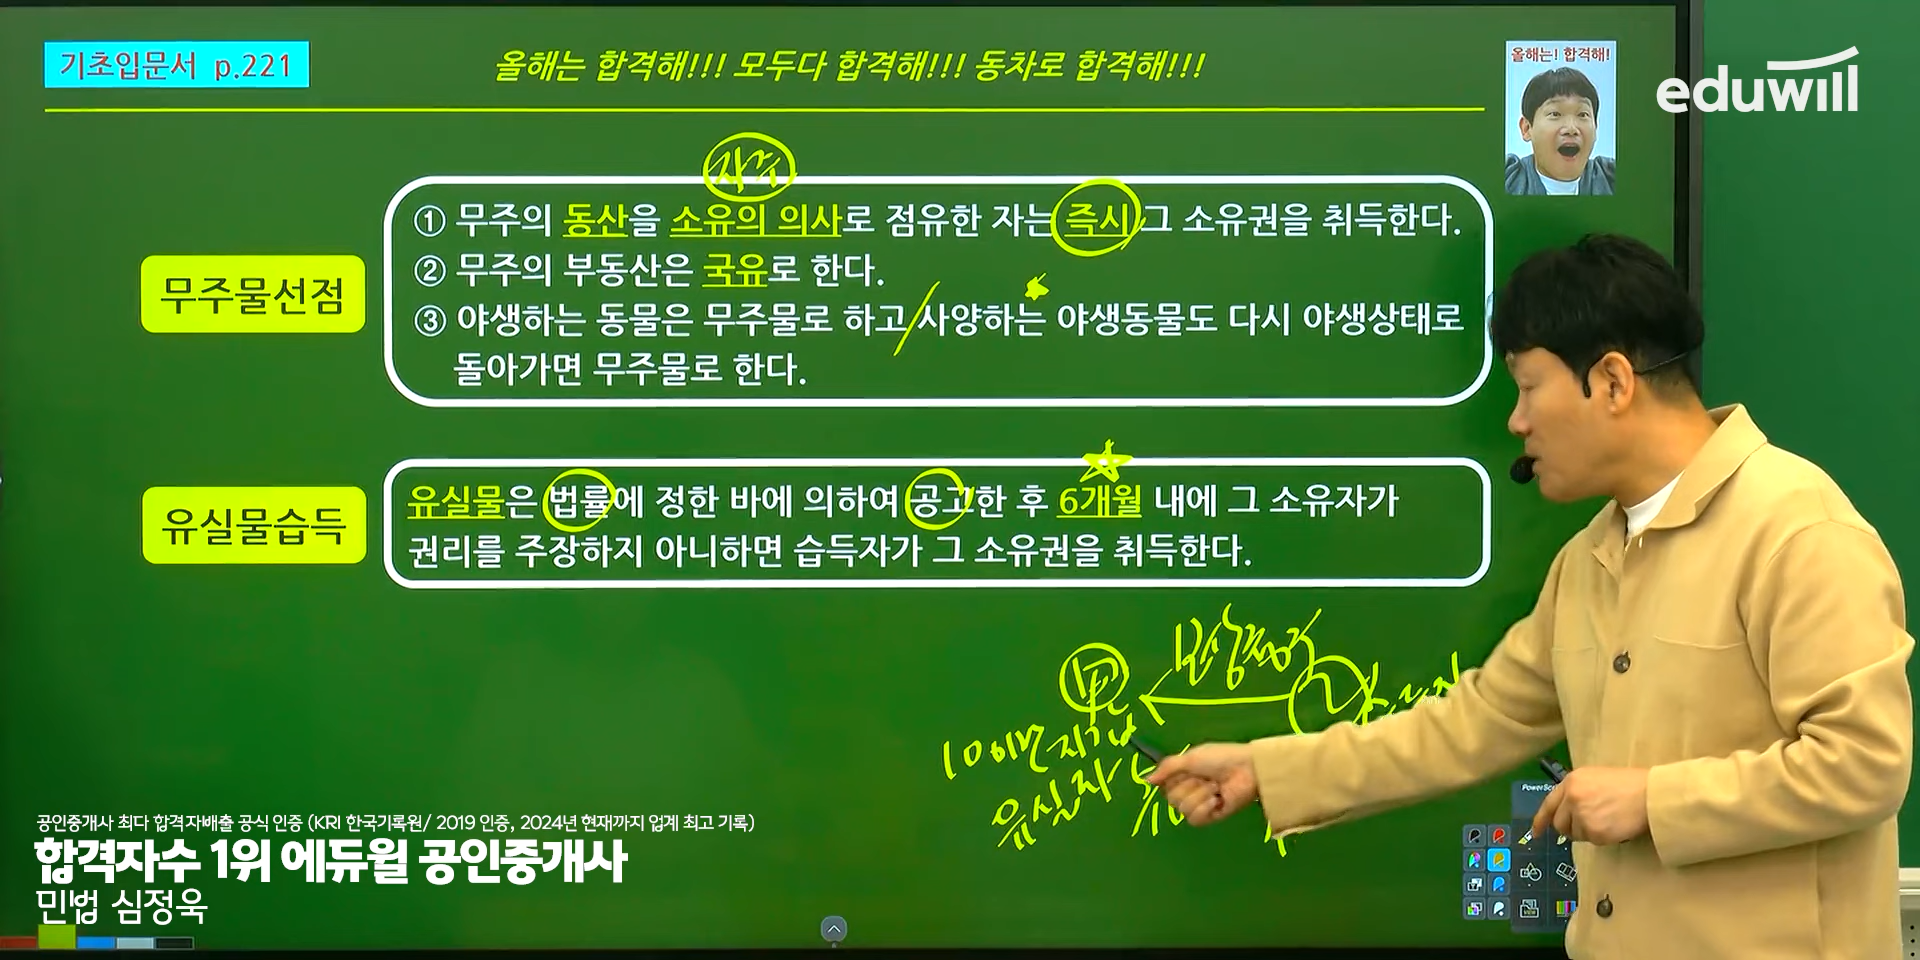 기초입문서 p.221
올해는 합격해!!! 모두다 합격해!!! 동차로 합격해!!!
올해는! 합격해!
eduwill
자주
무주물선점
① 무주의 동산을 소유의 의사로 점유한 자는 즉시 그 소유권을 취득한다.
② 무주의 부동산은 국유로 한다.
③ 야생하는 동물은 무주물로 하고 사양하는 야생동물도 다시 야생상태로
돌아가면 무주물로 한다.
유실물습득
유실물은 법률에 정한 바에 의하여 공고한 후 6개월 내에 그 소유자가
권리를 주장하지 아니하면 습득자가 그 소유권을 취득한다.
유실자
공인중개사 최다 합격자배출 공식 인증 (KRI 한국기록원/ 2019 인증, 2024년 현재까지 업계 최고 기록)
합격자수 1위 에듀윌 공인중개사
민법 심정욱